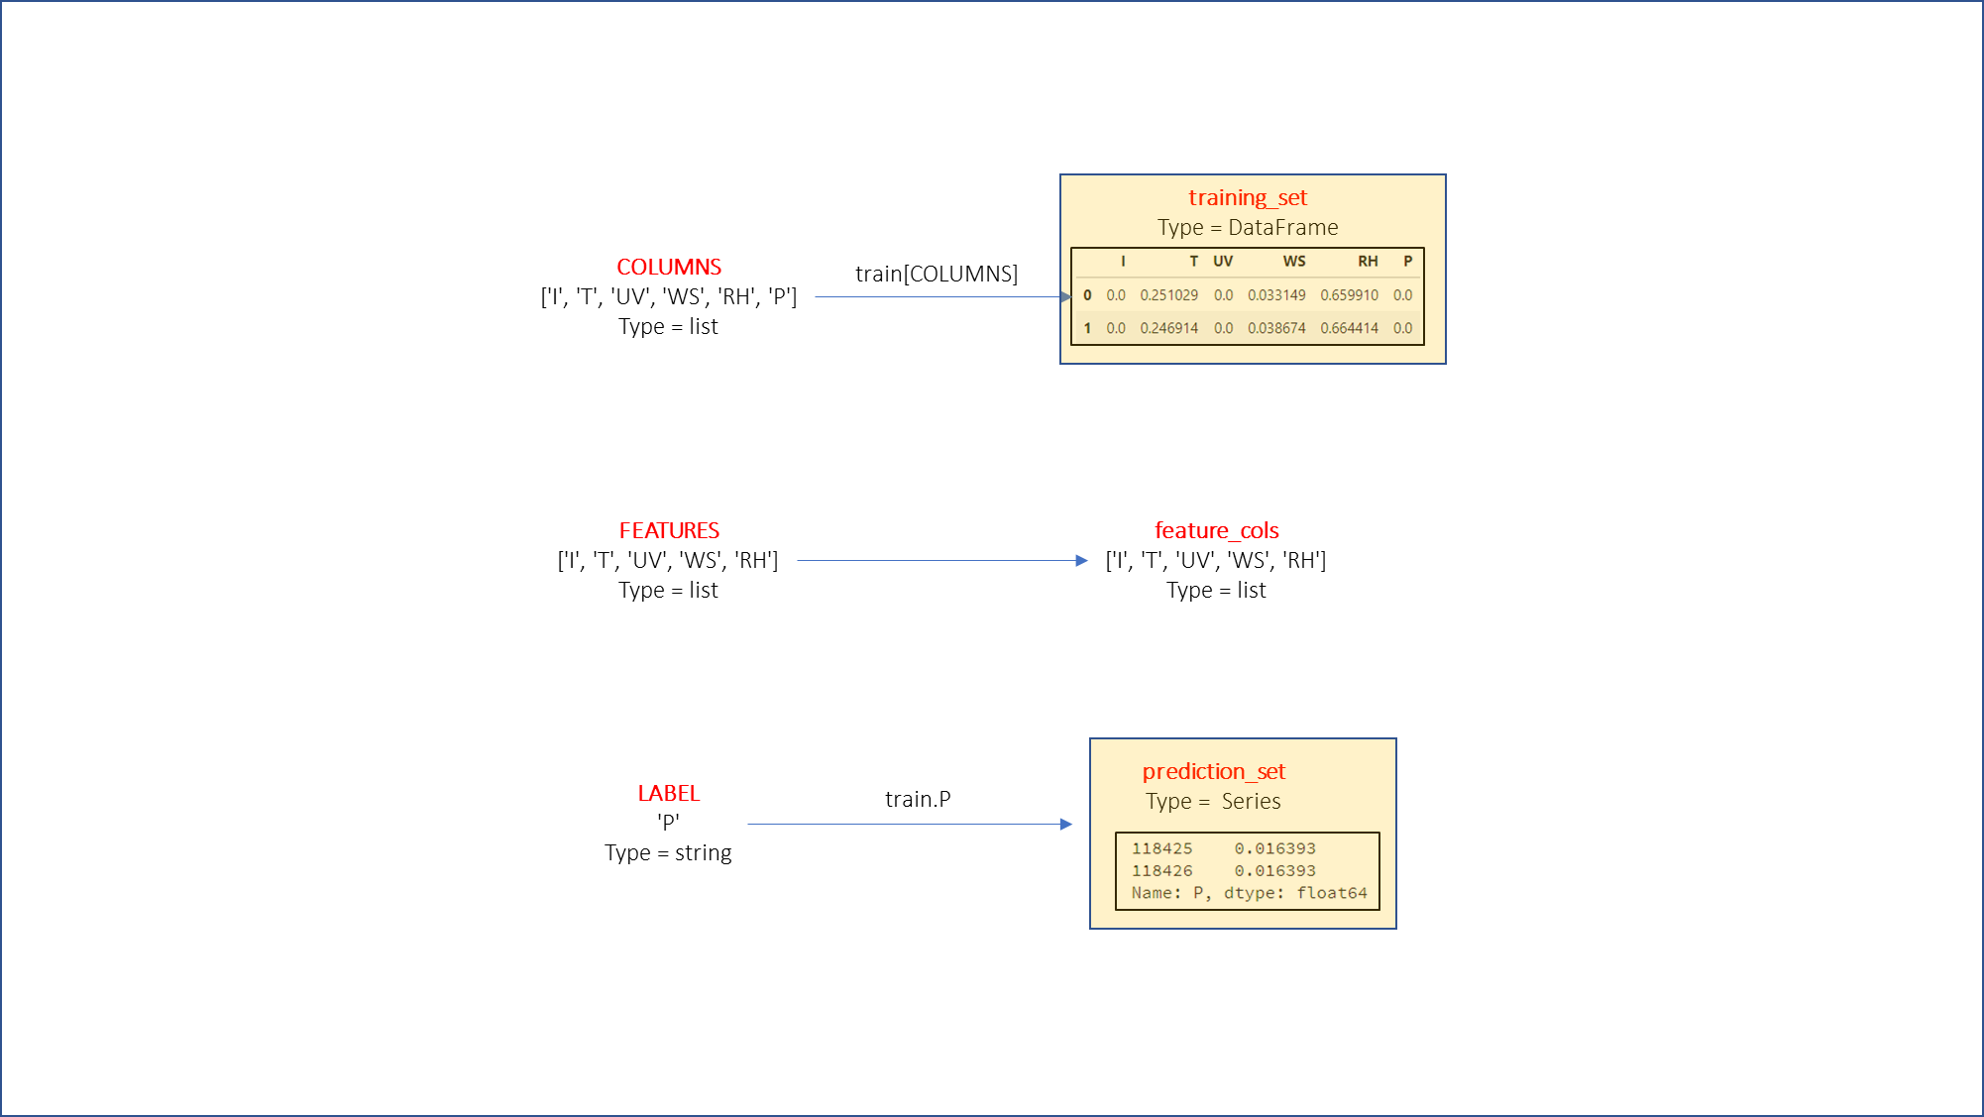 COLUMNS
['I', 'T', 'UV', 'WS', 'RH', 'P']
Type = list
train[COLUMNS]
training_set
Type = DataFrame
I T UV WS RH P
0 0.0 0.251029 0.0 0.033149 0.659910 0.0
1 0.0 0.246914 0.0 0.038674 0.664414 0.0
FEATURES
['I', 'T', 'UV', 'WS', 'RH']
Type = list
feature_cols
['I', 'T', 'UV', 'WS', 'RH']
Type = list
LABEL
'P'
Type = string
train.P
prediction_set
Type = Series
118425 0.016393
118426 0.016393
Name: P, dtype: float64